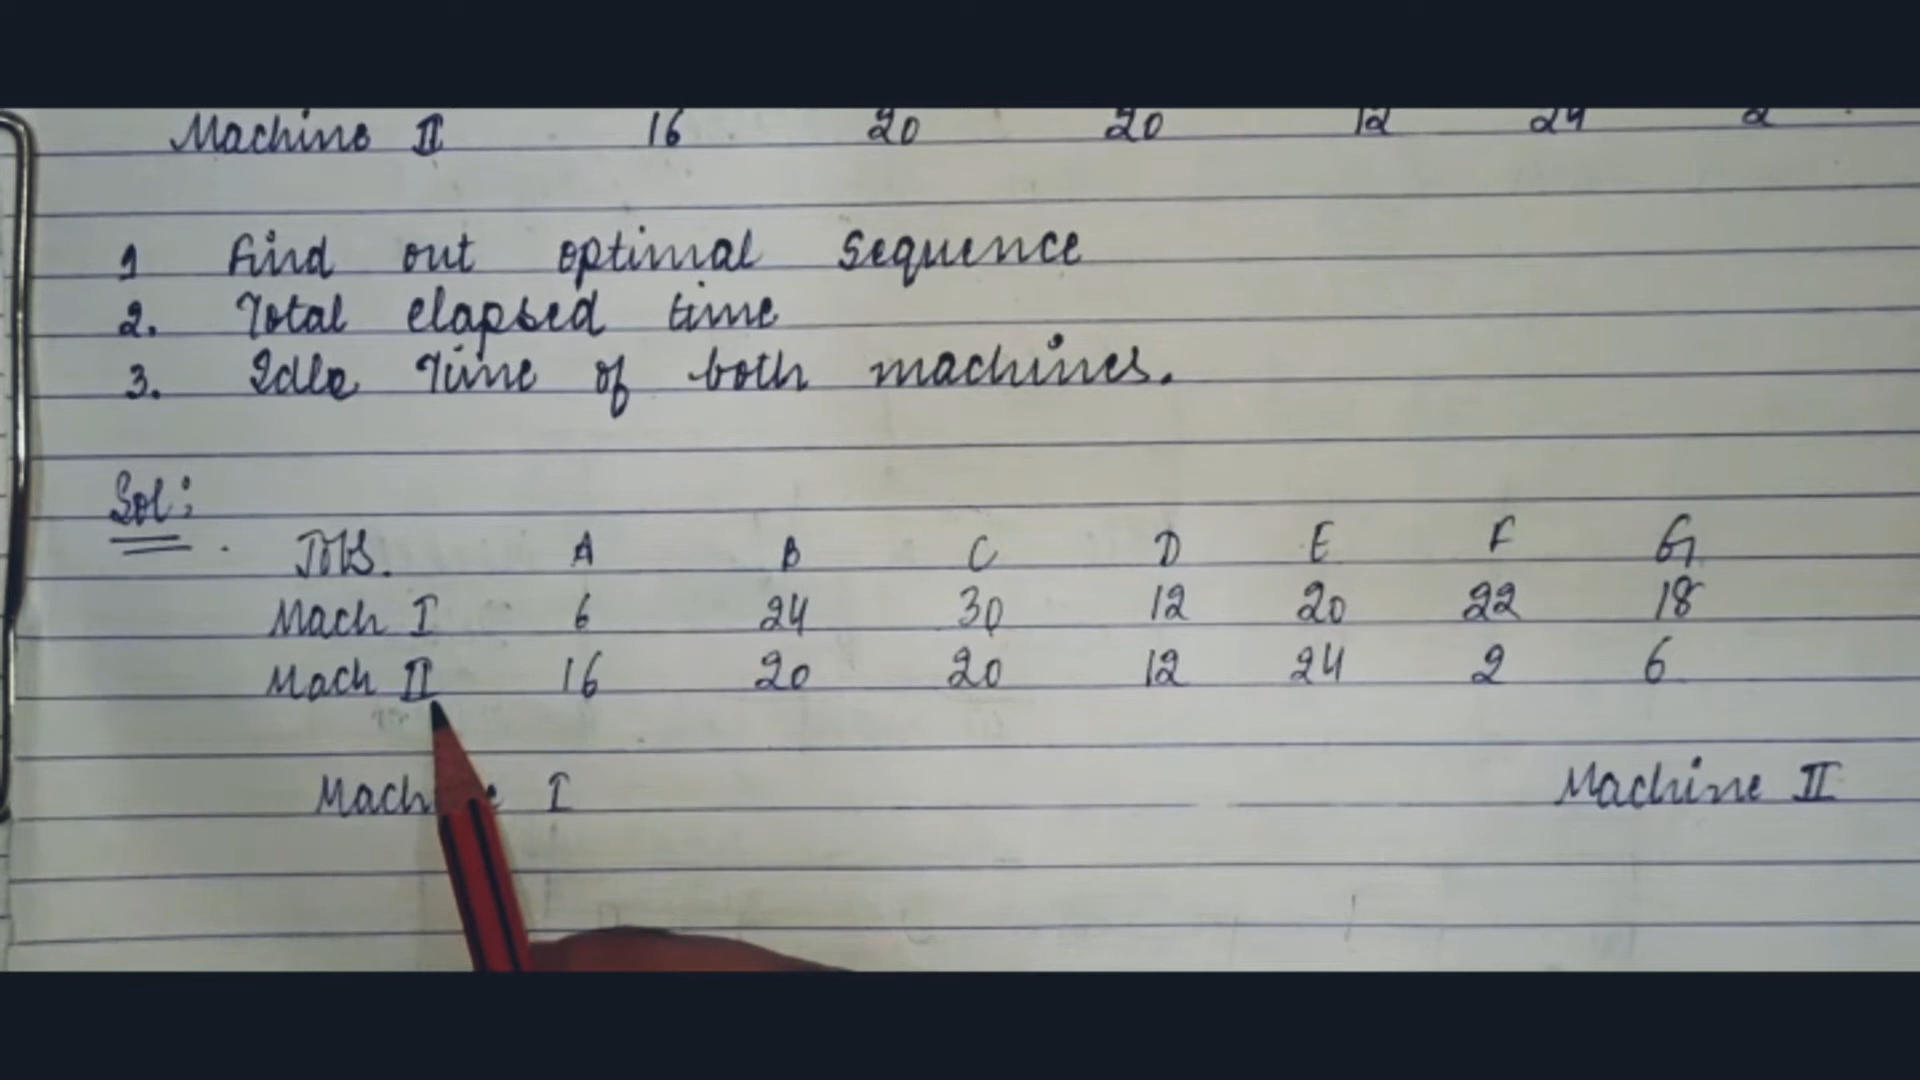 Machine II 16 20 20 12 24 2
1 Find out optimal sequence
2. Total elapsed time
3. Idle Time of both machines.
Sol:
Jobs. A B C D E F G
Mach I 6 24 30 12 20 22 18
Mach II 16 20 20 12 24 2 6
Machine I Machine II